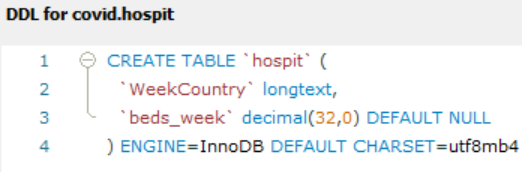 DDL for covid.hospit
1 CREATE TABLE `hospit` (
2 `WeekCountry` longtext,
3 `beds_week` decimal(32,0) DEFAULT NULL
4 ) ENGINE=InnoDB DEFAULT CHARSET=utf8mb4